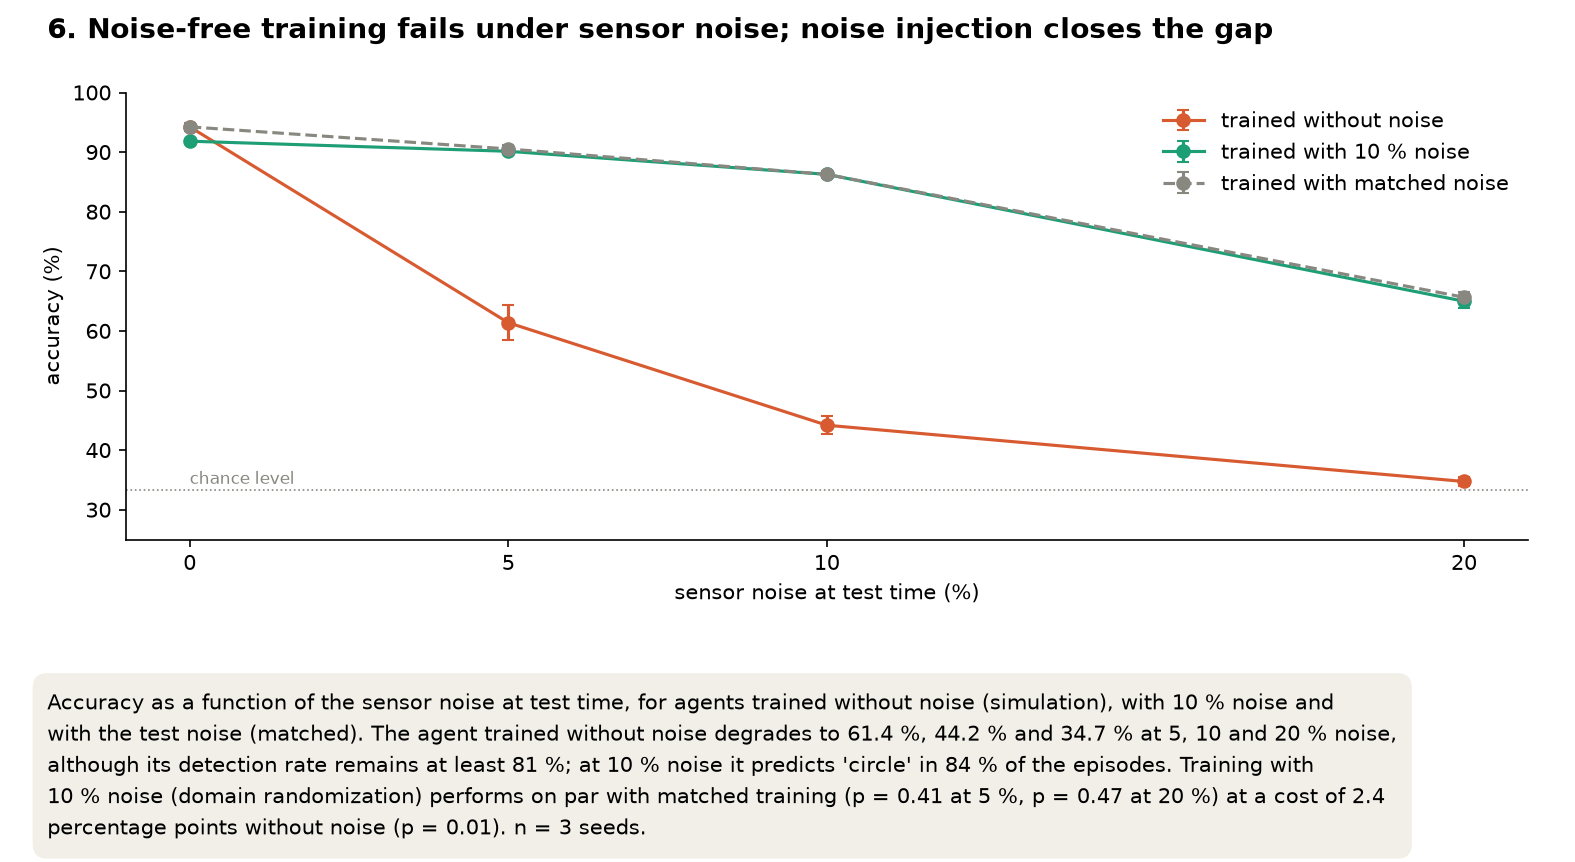 6. Noise-free training fails under sensor noise; noise injection closes the gap
100
90
80
70
60
50
40
30
accuracy (%)
trained without noise
trained with 10 % noise
trained with matched noise
chance level
0
5
10
20
sensor noise at test time (%)
Accuracy as a function of the sensor noise at test time, for agents trained without noise (simulation), with 10 % noise and
with the test noise (matched). The agent trained without noise degrades to 61.4 %, 44.2 % and 34.7 % at 5, 10 and 20 % noise,
although its detection rate remains at least 81 %; at 10 % noise it predicts 'circle' in 84 % of the episodes. Training with
10 % noise (domain randomization) performs on par with matched training (p = 0.41 at 5 %, p = 0.47 at 20 %) at a cost of 2.4
percentage points without noise (p = 0.01). n = 3 seeds.